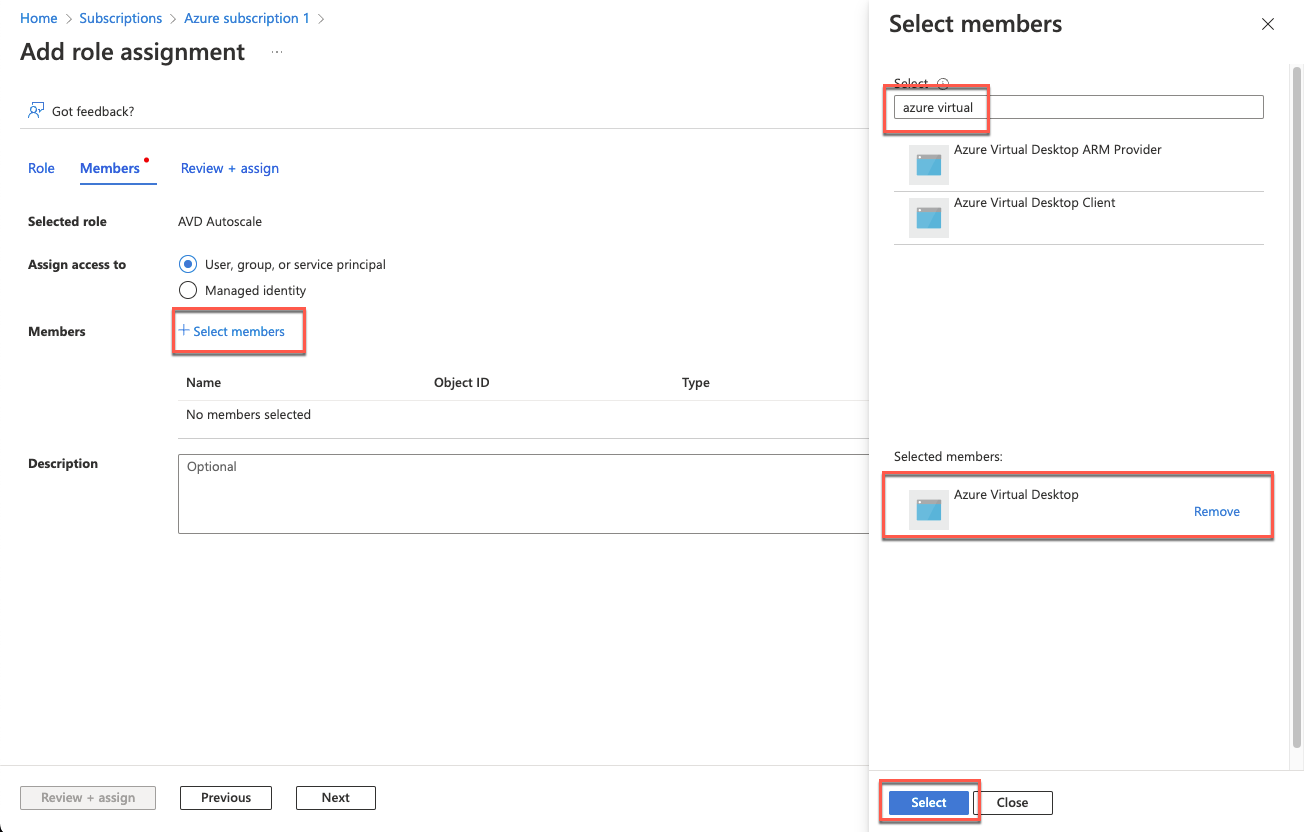 Home > Subscriptions > Azure subscription 1 >
Add role assignment ...
Got feedback?
Role Members Review + assign
Selected role AVD Autoscale
Assign access to User, group, or service principal
Managed identity
Members + Select members
Name Object ID Type
No members selected
Description Optional
Review + assign Previous Next
Select members
Select
azure virtual
Azure Virtual Desktop ARM Provider
Azure Virtual Desktop Client
Selected members:
Azure Virtual Desktop
Remove
Select Close